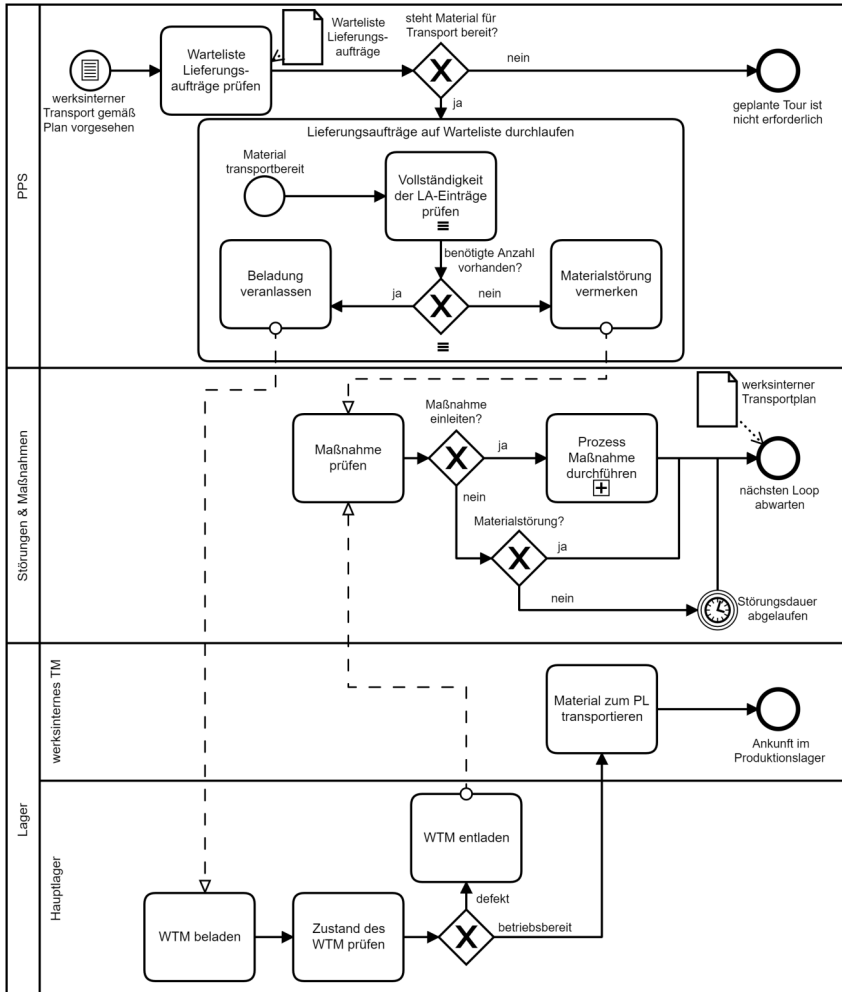 PPS
werksinterner
Transport gemäß
Plan vorgesehen
Warteliste
Lieferungs-
aufträge prüfen
Warteliste
Lieferungs-
aufträge
steht Material für
Transport bereit?
nein
ja
geplante Tour ist
nicht erforderlich
Lieferungsaufträge auf Warteliste durchlaufen
Material
transportbereit
Vollständigkeit
der LA-Einträge
prüfen
benötigte Anzahl
vorhanden?
Beladung
veranlassen
ja
nein
Materialstörung
vermerken
Störungen & Maßnahmen
Maßnahme
prüfen
Maßnahme
einleiten?
ja
nein
Prozess
Maßnahme
durchführen
werksinterner
Transportplan
nächsten Loop
abwarten
Materialstörung?
ja
nein
Störungsdauer
abgelaufen
Lager
werksinternes TM
Material zum PL
transportieren
Ankunft im
Produktionslager
Hauptlager
WTM entladen
defekt
WTM beladen
Zustand des
WTM prüfen
betriebsbereit